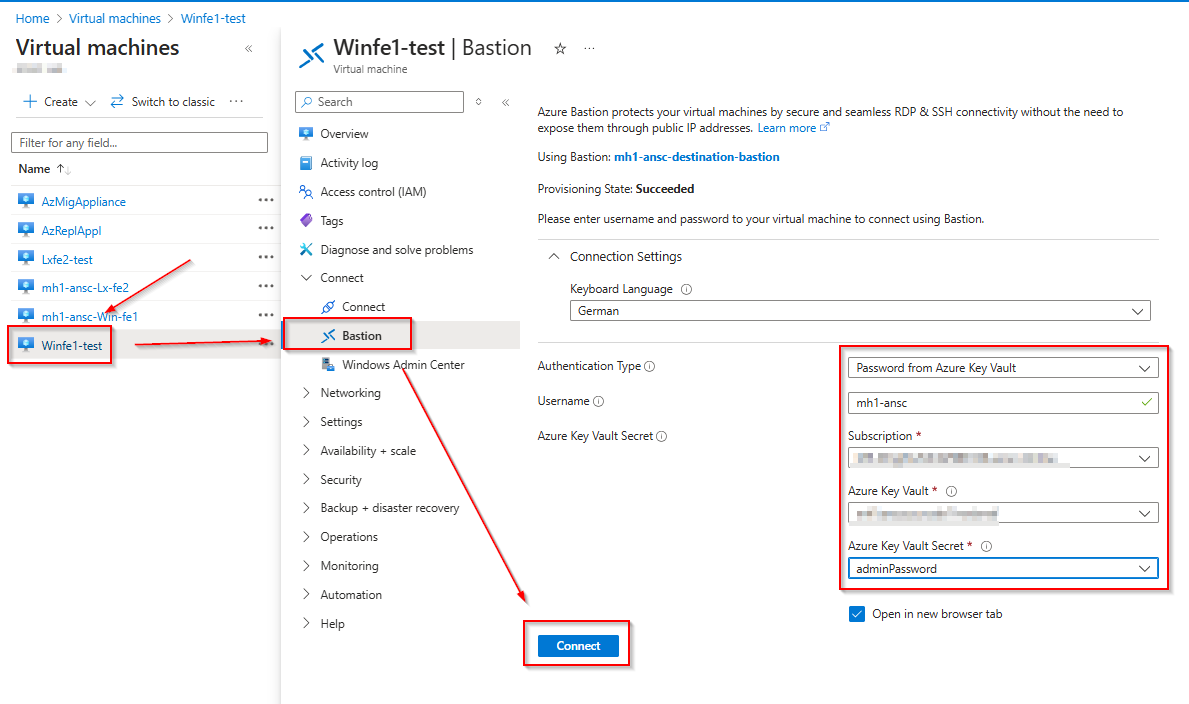 Home > Virtual machines > Winfe1-test
Virtual machines
«
Create
Switch to classic
...
Filter for any field...
Name ↑↓
AzMigAppliance
AzReplAppl
Lxfe2-test
mh1-ansc-Lx-fe2
mh1-ansc-Win-fe1
Winfe1-test
Winfe1-test | Bastion
...
Virtual machine
Search
«
Overview
Activity log
Access control (IAM)
Tags
Diagnose and solve problems
Connect
Connect
Bastion
Windows Admin Center
Networking
Settings
Availability + scale
Security
Backup + disaster recovery
Operations
Monitoring
Automation
Help
Azure Bastion protects your virtual machines by secure and seamless RDP & SSH connectivity without the need to
expose them through public IP addresses. Learn more
Using Bastion: mh1-ansc-destination-bastion
Provisioning State: Succeeded
Please enter username and password to your virtual machine to connect using Bastion.
Connection Settings
Keyboard Language
German
Authentication Type
Password from Azure Key Vault
Username
mh1-ansc
Azure Key Vault Secret
Subscription *
Azure Key Vault *
Azure Key Vault Secret *
adminPassword
Open in new browser tab
Connect